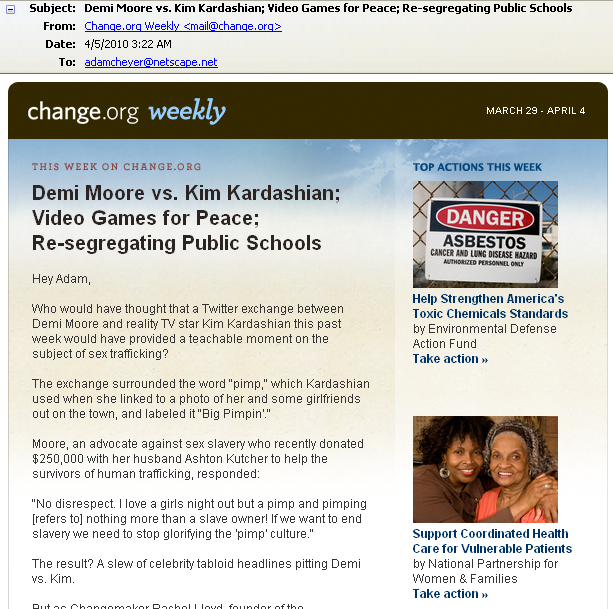 Subject: Demi Moore vs. Kim Kardashian; Video Games for Peace; Re-segregating Public Schools
From: Change.org Weekly <mail@change.org>
Date: 4/5/2010 3:22 AM
To: adamcheyer@netscape.net
change.org weekly
MARCH 29 - APRIL 4
THIS WEEK ON CHANGE.ORG
Demi Moore vs. Kim Kardashian;
Video Games for Peace;
Re-segregating Public Schools
Hey Adam,
Who would have thought that a Twitter exchange between
Demi Moore and reality TV star Kim Kardashian this past
week would have provided a teachable moment on the
subject of sex trafficking?
The exchange surrounded the word "pimp," which Kardashian
used when she linked to a photo of her and some girlfriends
out on the town, and labeled it "Big Pimpin'."
Moore, an advocate against sex slavery who recently donated
$250,000 with her husband Ashton Kutcher to help the
survivors of human trafficking, responded:
"No disrespect. I love a girls night out but a pimp and pimping
[refers to] nothing more than a slave owner! If we want to end
slavery we need to stop glorifying the 'pimp' culture."
The result? A slew of celebrity tabloid headlines pitting Demi
vs. Kim.
But as Changemaker Rachel Lloyd, founder of the
TOP ACTIONS THIS WEEK
DANGER
ASBESTOS
CANCER AND LUNG DISEASE HAZARD
AUTHORIZED PERSONNEL ONLY
Help Strengthen America's
Toxic Chemicals Standards
by Environmental Defense
Action Fund
Take action »
Support Coordinated Health
Care for Vulnerable Patients
by National Partnership for
Women & Families
Take action »